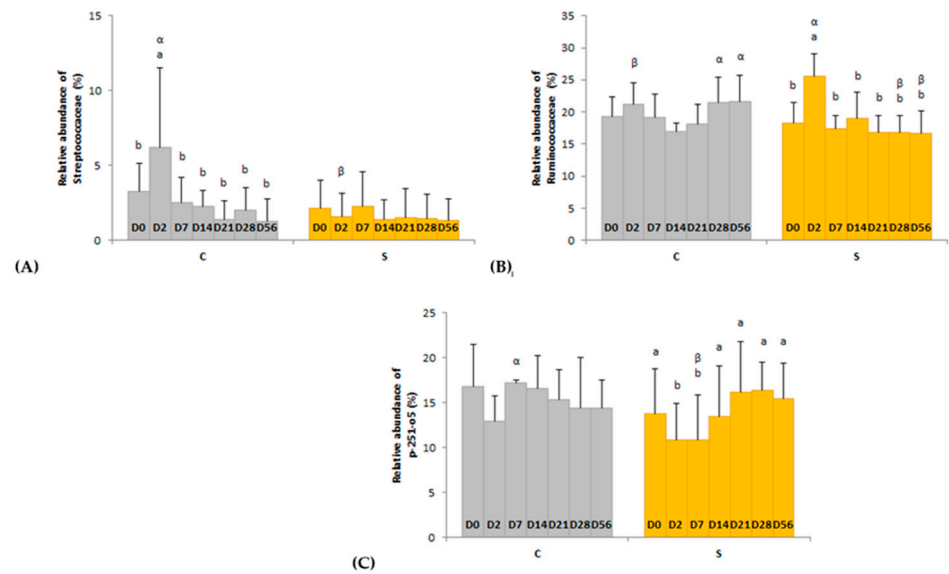 15
α
a
Relative abundance of
Streptococcaceae (%)
10
5
0
b
b
b
b
b
b
β
D0 D2 D7 D14 D21 D28 D56
D0 D2 D7 D14 D21 D28 D56
C
S
(A)
35
30
25
20
15
10
5
0
Relative abundance of
Ruminococcaceae (%)
β
α
α
b
α
a
b
b
b
β
b
β
b
D0 D2 D7 D14 D21 D28 D56
D0 D2 D7 D14 D21 D28 D56
C
S
(B)
25
20
15
10
5
0
Relative abundance of
p-251-o5 (%)
α
a
b
β
b
a
a
a
a
D0 D2 D7 D14 D21 D28 D56
D0 D2 D7 D14 D21 D28 D56
C
S
(C)